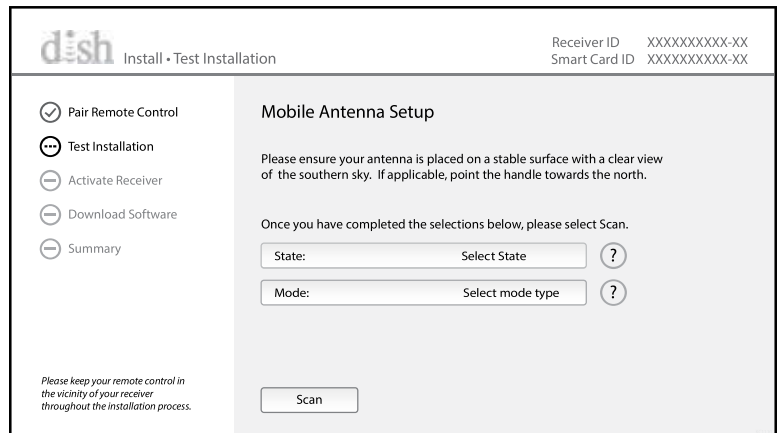 dish Install • Test Installation
Receiver ID XXXXXXXXXX-XX
Smart Card ID XXXXXXXXXX-XX
Pair Remote Control
Test Installation
Activate Receiver
Download Software
Summary
Please keep your remote control in
the vicinity of your receiver
throughout the installation process.
Mobile Antenna Setup
Please ensure your antenna is placed on a stable surface with a clear view
of the southern sky. If applicable, point the handle towards the north.
Once you have completed the selections below, please select Scan.
State: Select State ?
Mode: Select mode type ?
Scan